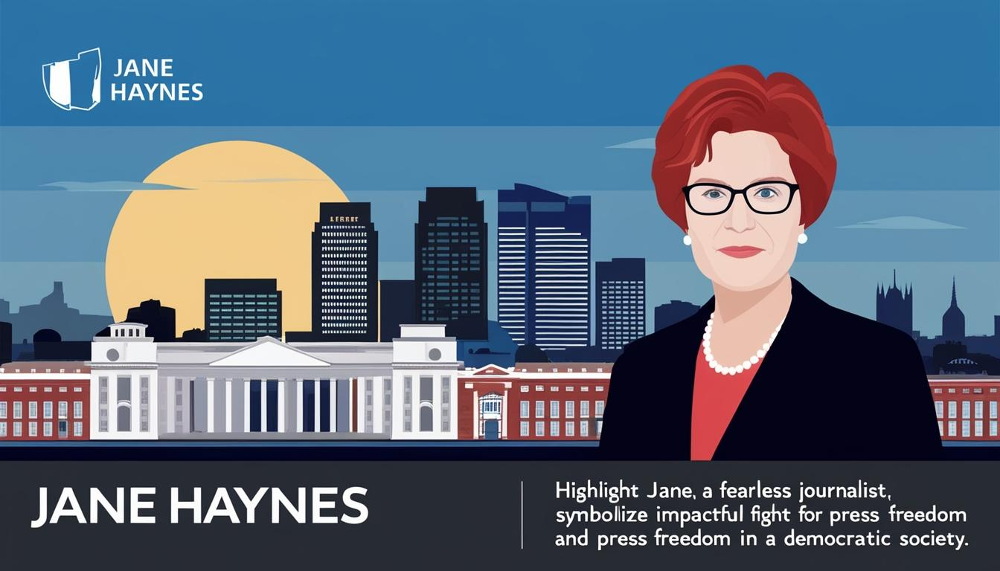 JANE
HAYNES
JANE HAYNES
Highlight Jane, a fearless journalist,
symbollize impactful fight for press freedom
and press freedom in a democratic society.